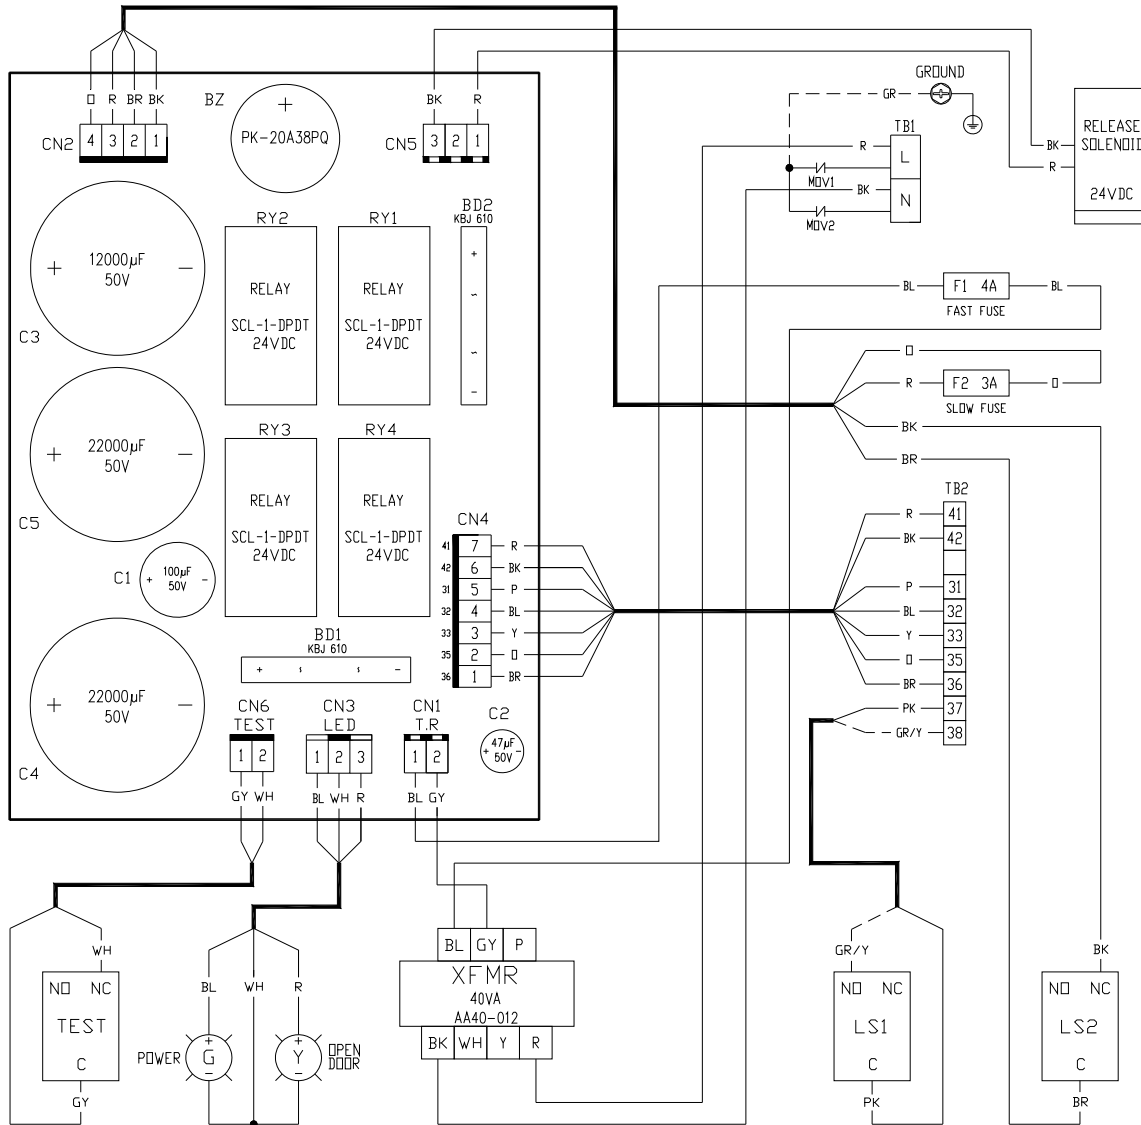 GROUND
GR
O R BR BK
BZ
BK R
CN2 4 3 2 1
PK-20A38PQ
CN5 3 2 1
TB1
R L
MOV1
BK N
MOV2
BK
R
RELEASE
SOLENOID
24VDC
12000µF
50V
C3
RY2
RELAY
SCL-1-DPDT
24VDC
RY1
RELAY
SCL-1-DPDT
24VDC
BD2
KBJ 610
+ ~ ~ -
BL F1 4A BL
FAST FUSE
O
R F2 3A O
SLOW FUSE
BK
BR
22000µF
50V
C5
RY3
RELAY
SCL-1-DPDT
24VDC
RY4
RELAY
SCL-1-DPDT
24VDC
C1
100µF
50V
CN4
41 7 R
42 6 BK
31 5 P
32 4 BL
33 3 Y
35 2 O
36 1 BR
TB2
R 41
BK 42
P 31
BL 32
Y 33
O 35
BR 36
PK 37
GR/Y 38
BD1
KBJ 610
+ ~ ~ -
22000µF
50V
C4
CN6
TEST
1 2
GY WH
CN3
LED
1 2 3
BL WH R
CN1
T.R
1 2
BL GY
C2
47µF
50V
WH
NO NC
TEST
C
GY
BL WH R
POWER G
Y OPEN
DOOR
BL GY P
XFMR
40VA
AA40-012
BK WH Y R
GR/Y
NO NC
LS1
C
PK
BK
NO NC
LS2
C
BR